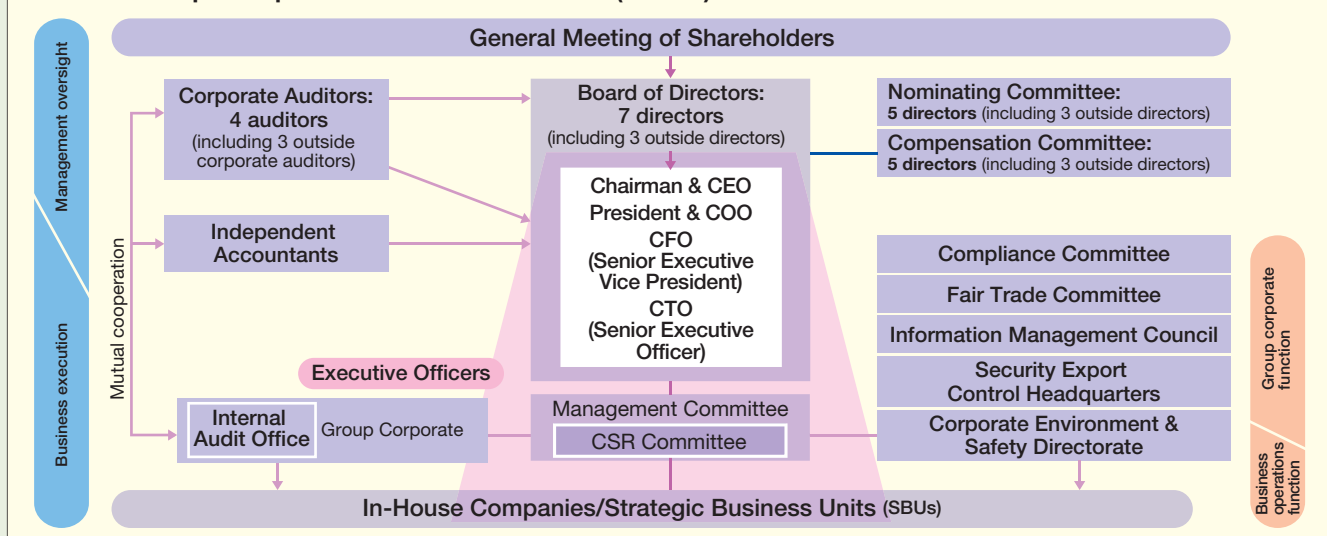 General Meeting of Shareholders
Management oversight
Business execution
Mutual cooperation
Corporate Auditors:
4 auditors
(including 3 outside
corporate auditors)
Independent
Accountants
Executive Officers
Internal
Audit Office
Group Corporate
Board of Directors:
7 directors
(including 3 outside directors)
Chairman & CEO
President & COO
CFO
(Senior Executive
Vice President)
CTO
(Senior Executive
Officer)
Management Committee
CSR Committee
Nominating Committee:
5 directors (including 3 outside directors)
Compensation Committee:
5 directors (including 3 outside directors)
Compliance Committee
Fair Trade Committee
Information Management Council
Security Export
Control Headquarters
Corporate Environment &
Safety Directorate
Group corporate
function
Business
operations
function
In-House Companies/Strategic Business Units (SBUs)